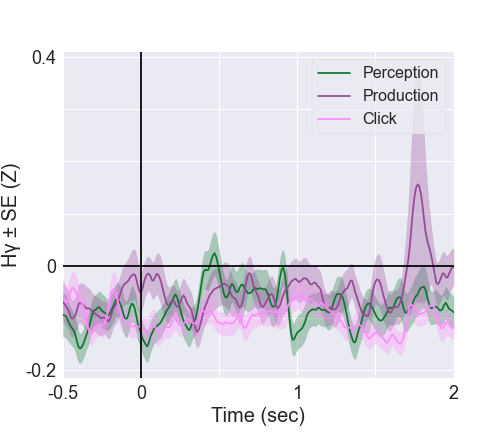 0.4
0
-0.2
Hγ ± SE (Z)
Perception
Production
Click
-0.5
0
1
2
Time (sec)